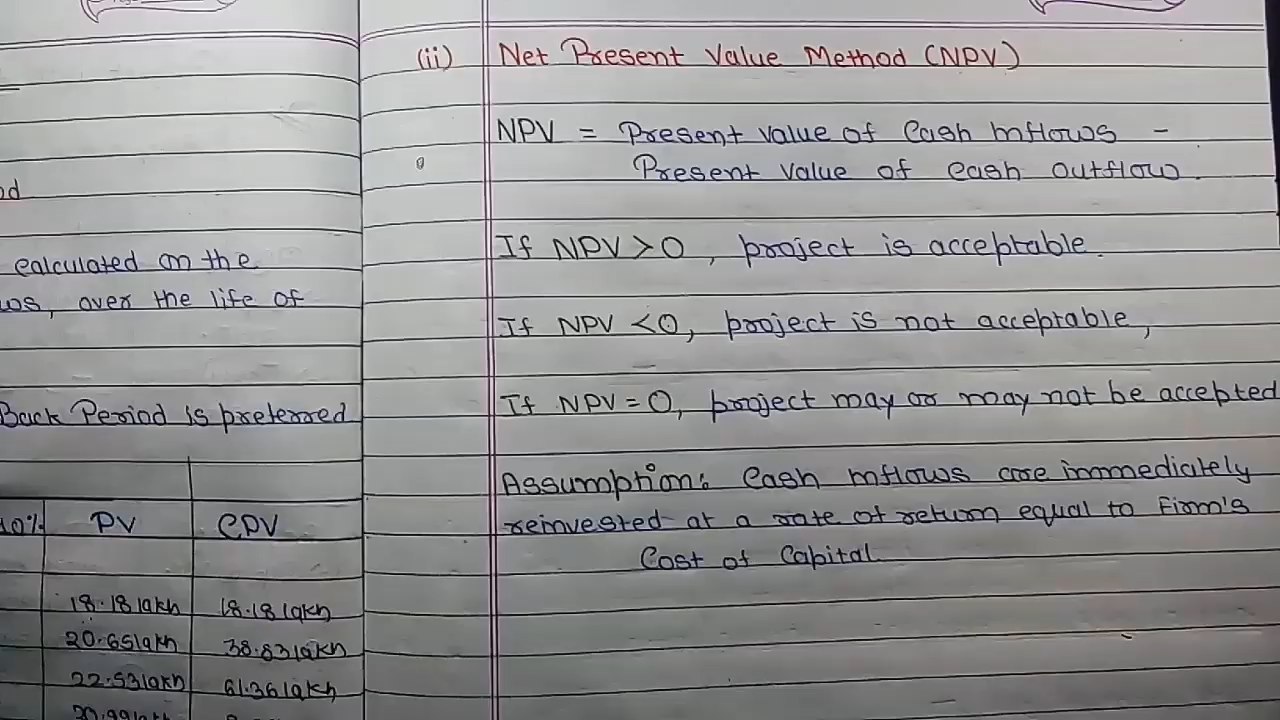 od
calculated on the
ws, over the life of
Back Period is preferred
10% PV CPV
18.18 lakh 18.18 lakh
20.65 lakh 38.83 lakh
22.53 lakh 61.36 lakh
(ii) Net Present Value Method (NPV)
NPV = Present value of Cash Inflows -
Present value of cash outflow.
If NPV > 0, project is acceptable.
If NPV < 0, project is not acceptable,
If NPV = 0, project may or may not be accepted
Assumption: Cash inflows are immediately
reinvested at a rate of return equal to Firm's
Cost of Capital